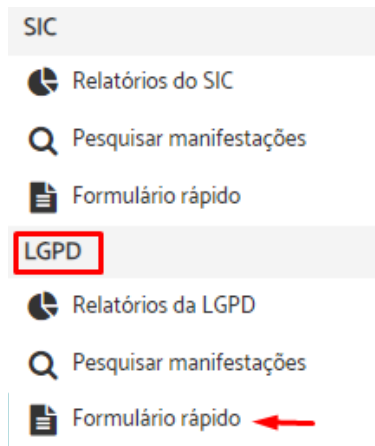 SIC
Relatórios do SIC
Pesquisar manifestações
Formulário rápido
LGPD
Relatórios da LGPD
Pesquisar manifestações
Formulário rápido